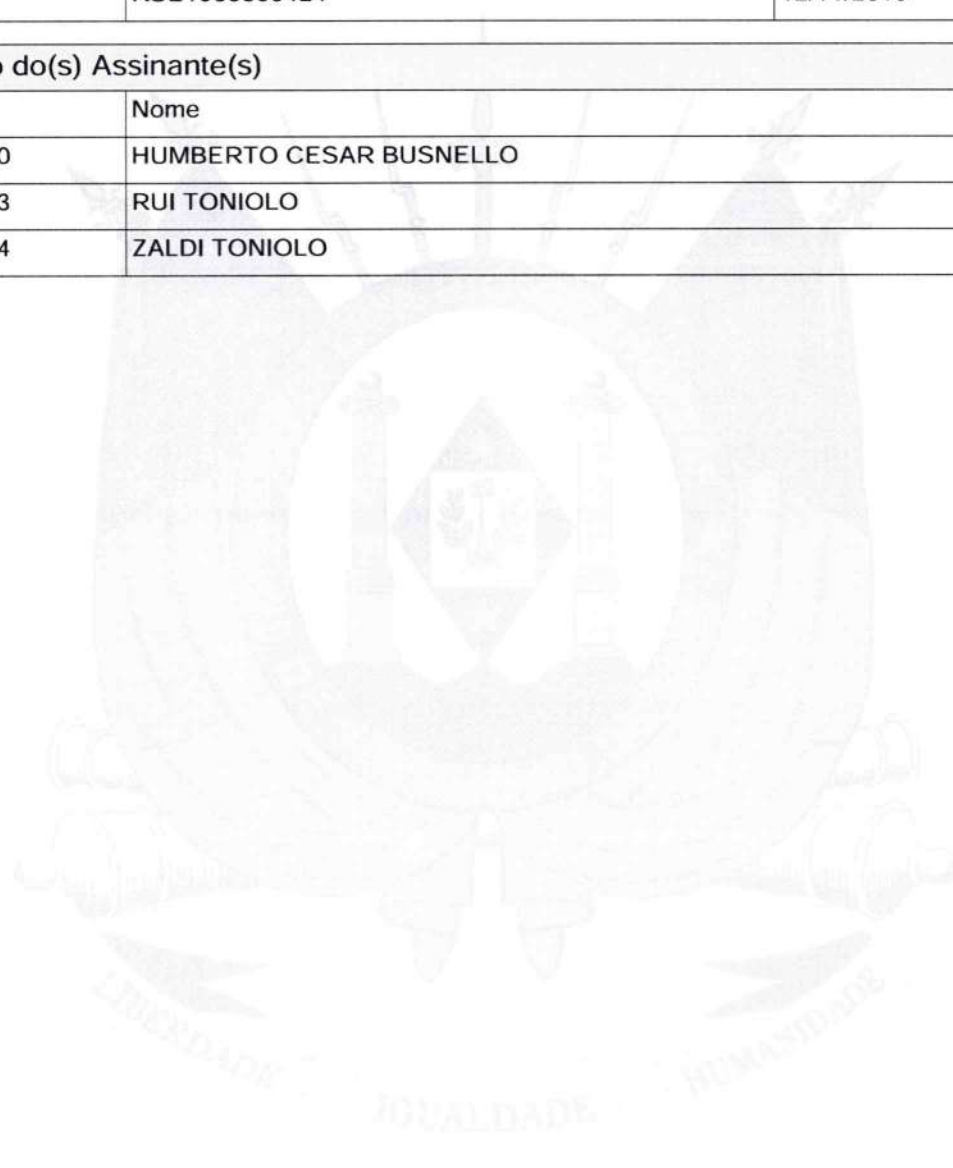 o do(s) Assinante(s)
Nome
0 HUMBERTO CESAR BUSNELLO
3 RUI TONIOLO
4 ZALDI TONIOLO
LIBERDADE IGUALDADE HUMANIDADE